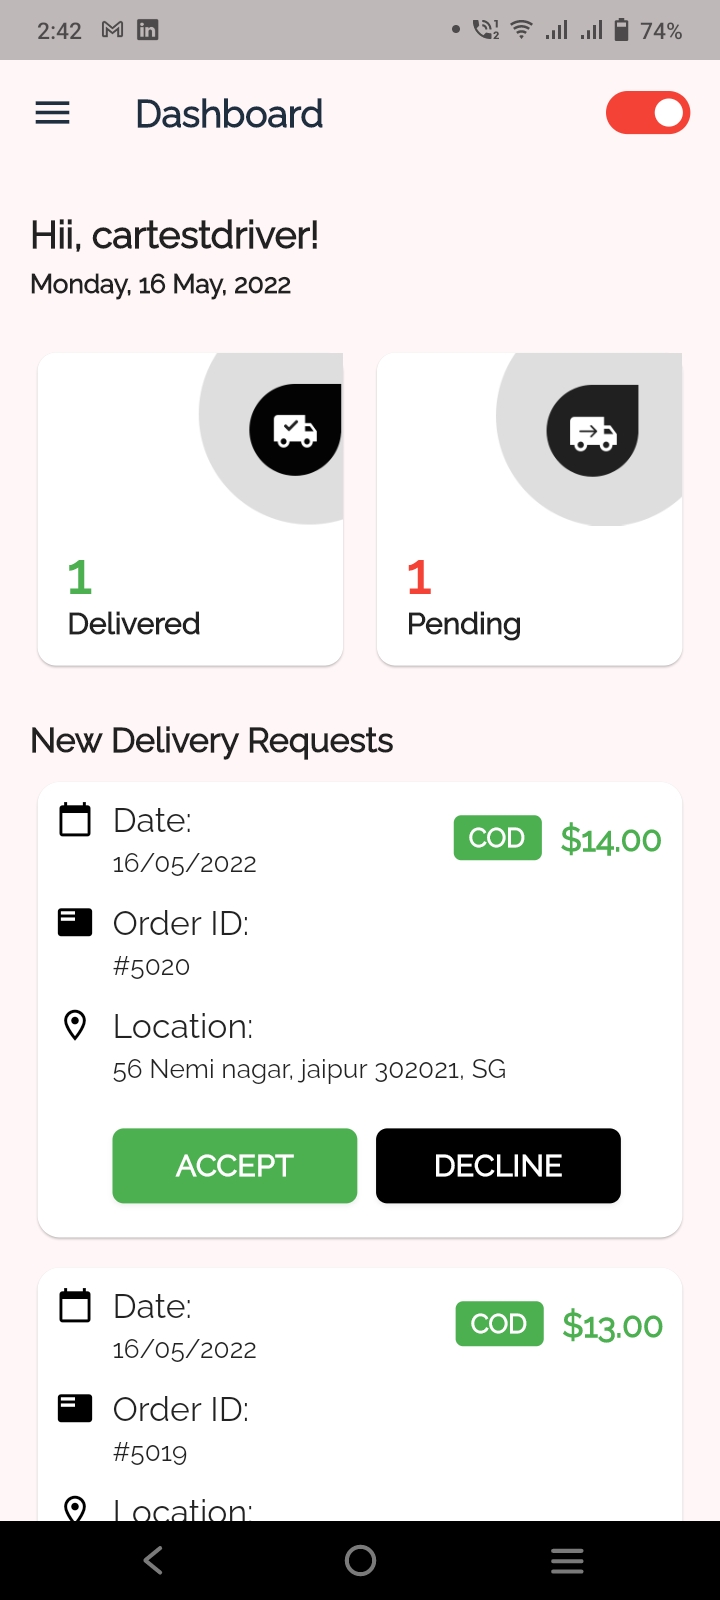 2:42
74%
Dashboard
Hii, cartestdriver!
Monday, 16 May, 2022
1
Delivered
1
Pending
New Delivery Requests
Date:
16/05/2022
COD $14.00
Order ID:
#5020
Location:
56 Nemi nagar, jaipur 302021, SG
ACCEPT
DECLINE
Date:
16/05/2022
COD $13.00
Order ID:
#5019
Location: